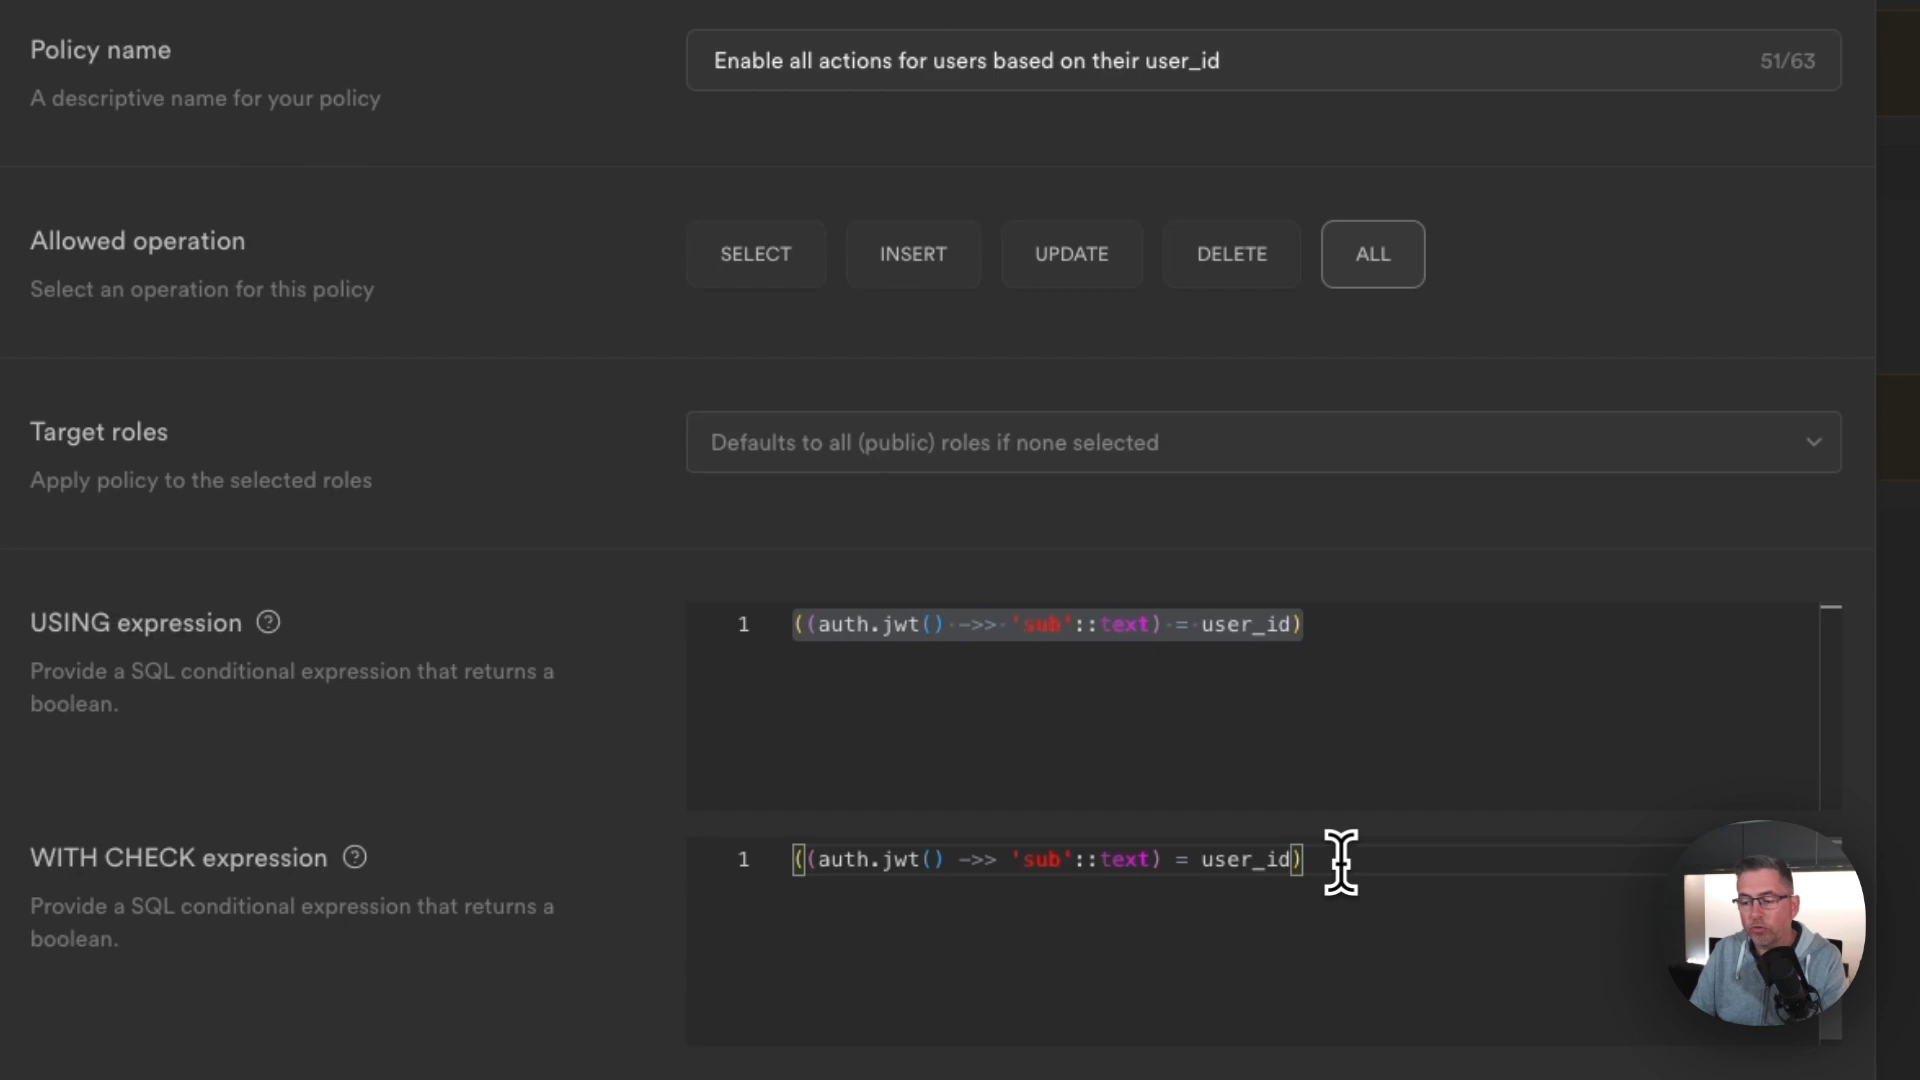 Policy name
A descriptive name for your policy
Enable all actions for users based on their user_id
51/63
Allowed operation
Select an operation for this policy
SELECT INSERT UPDATE DELETE ALL
Target roles
Apply policy to the selected roles
Defaults to all (public) roles if none selected
USING expression ?
Provide a SQL conditional expression that returns a
boolean.
1 ((auth.jwt() ->> 'sub'::text) = user_id)
WITH CHECK expression ?
Provide a SQL conditional expression that returns a
boolean.
1 ((auth.jwt() ->> 'sub'::text) = user_id)